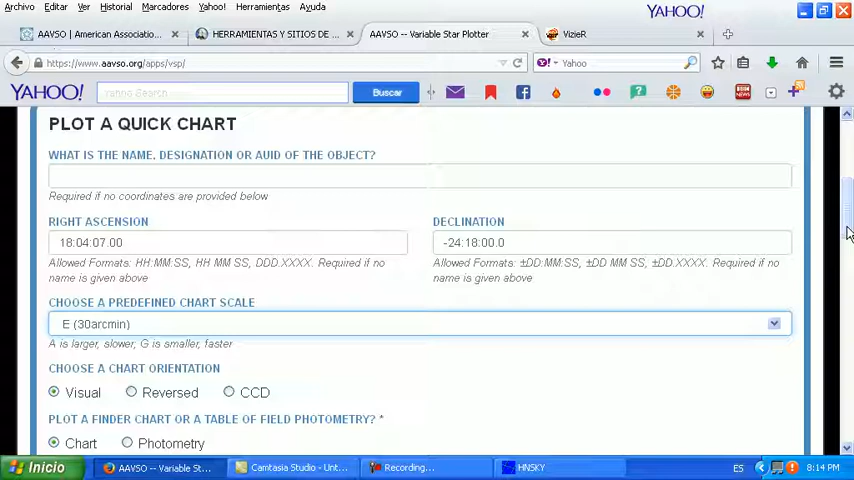 Archivo Editar Ver Historial Marcadores Yahoo! Herramientas Ayuda YAHOO!
AAVSO | American Associatio... HERRAMIENTAS Y SITIOS DE ... AAVSO -- Variable Star Plotter VizieR
https://www.aavso.org/apps/vsp/ Yahoo
YAHOO! Search Buscar NEWS
PLOT A QUICK CHART
WHAT IS THE NAME, DESIGNATION OR AUID OF THE OBJECT?
Required if no coordinates are provided below
RIGHT ASCENSION DECLINATION
18:04:07.00 -24:18:00.0
Allowed Formats: HH:MM:SS, HH MM SS, DDD.XXXX. Required if no
name is given above
Allowed Formats: ±DD:MM:SS, ±DD MM SS, ±DD.XXXX. Required if no
name is given above
CHOOSE A PREDEFINED CHART SCALE
E (30arcmin)
A is larger, slower, G is smaller, faster
CHOOSE A CHART ORIENTATION
Visual Reversed CCD
PLOT A FINDER CHART OR A TABLE OF FIELD PHOTOMETRY? *
Chart Photometry
Inicio AAVSO -- Variable St... Camtasia Studio - Unt... Recording... HNSKY ES 8:14 PM